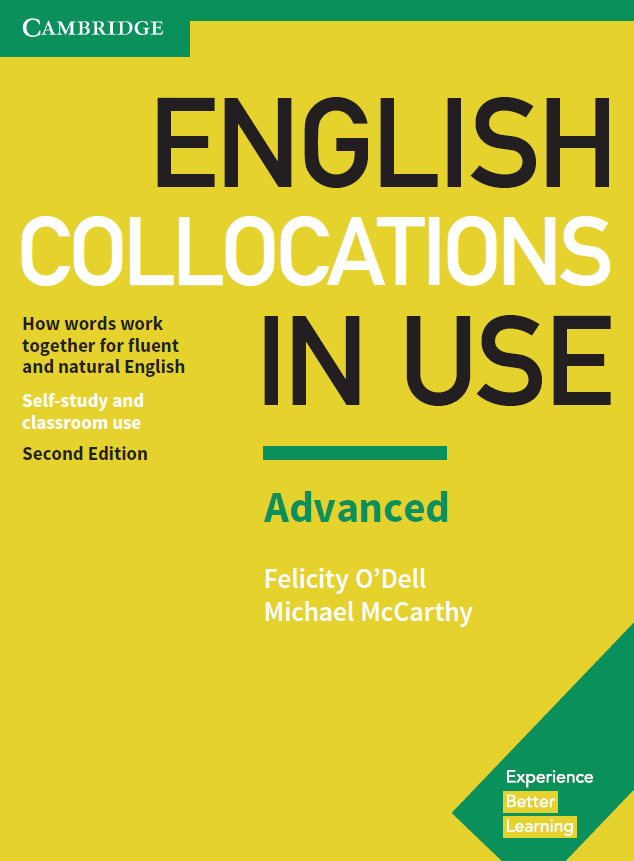 CAMBRIDGE
ENGLISH
COLLOCATIONS
IN USE
How words work
together for fluent
and natural English
Self-study and
classroom use
Second Edition
Advanced
Felicity O’Dell
Michael McCarthy
Experience
Better
Learning